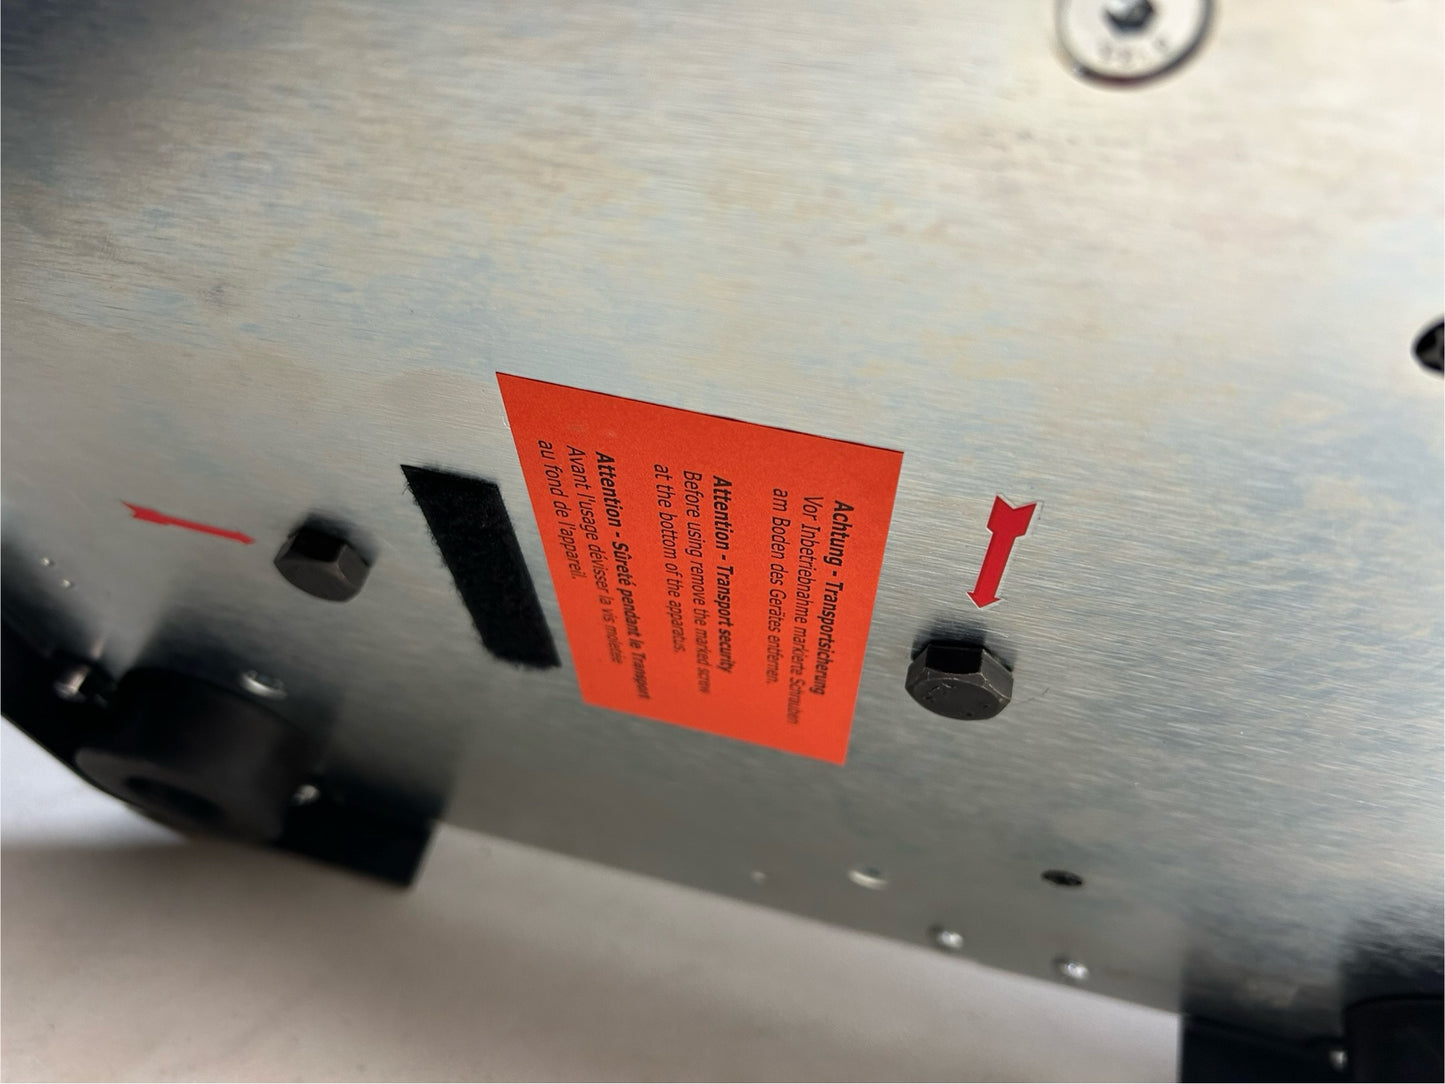 Achtung - Transportsicherung
Vor Inbetriebnahme markierte Schrauben
am Boden des Gerätes entfernen.
Attention - Transport security
Before using remove the marked screw
at the bottom of the apparatus.
Attention - Sûreté pendant le Transport
Avant l'usage dévisser la vis moletée
au fond de l'appareil.